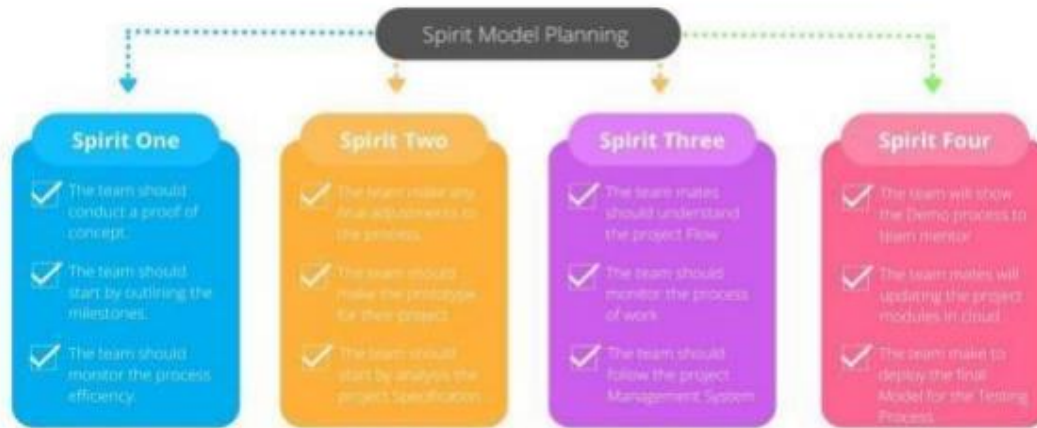 Spirit Model Planning
Spirit One
The team should
conduct a proof of
concept.
The team should
start by outlining the
milestones.
The team should
monitor the process
efficiency.
Spirit Two
The team make any
final adjustments to
the process.
The team should
make the prototype
for their project
The team should
start by analysis the
project Specification
Spirit Three
The team mates
should understand
the project Flow
The team should
monitor the process
of work
The team should
follow the project
Management System
Spirit Four
The team will show
the Demo process to
team mentor
The team mates will
updating the project
modules in cloud
The team make to
deploy the final
Model for the Testing
Process